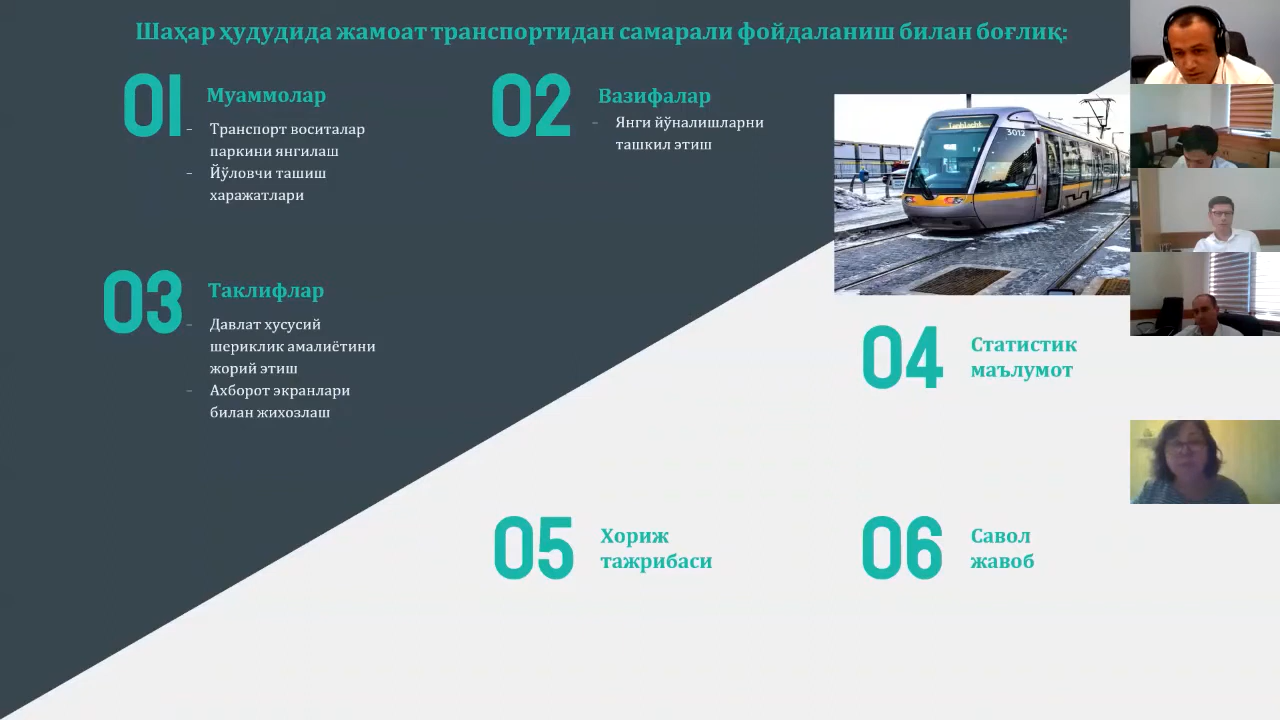 Шаҳар ҳудудида жамоат транспортидан самарали фойдаланиш билан боғлиқ:
01 Муаммолар
- Транспорт воситалар
паркини янгилаш
- Йўловчи ташиш
харажатлари
02 Вазифалар
- Янги йўналишларни
ташкил этиш
3012
03 Таклифлар
- Давлат хусусий
шериклик амалиётини
жорий этиш
- Ахборот экранлари
билан жихозлаш
04 Статистик
маълумот
05 Хориж
тажрибаси
06 Савол
жавоб